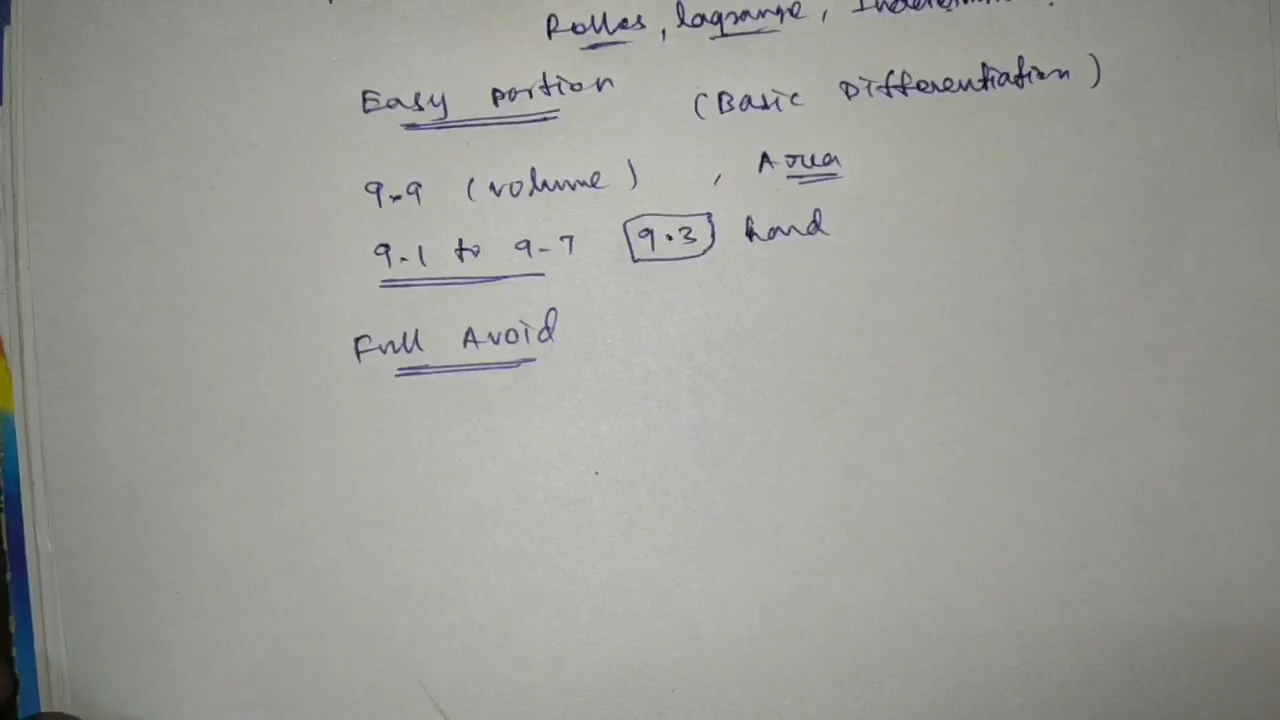 Rolles, lagrange,
Easy portion (Basic Differentiation)
9.9 (volume) , Area
9.1 to 9-7 9.3 hard
Full Avoid